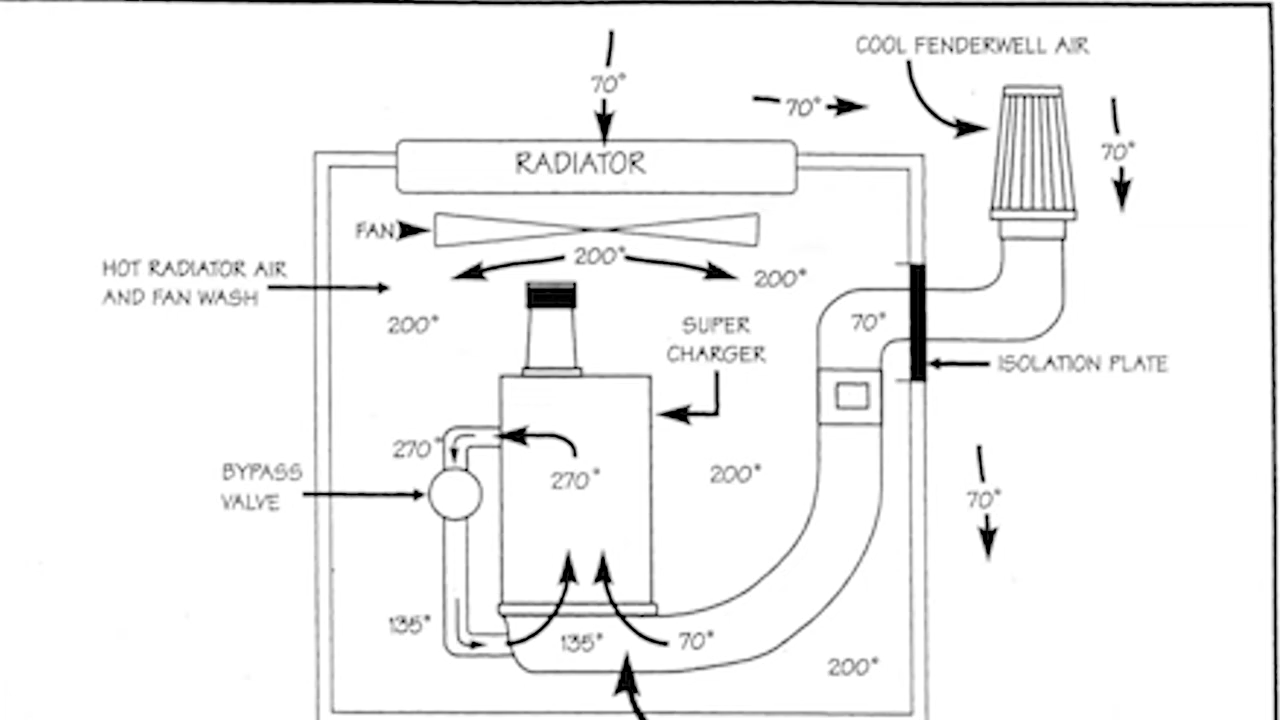 COOL FENDERWELL AIR
70°
70°
70°
RADIATOR
FAN
200°
HOT RADIATOR AIR
AND FAN WASH
200°
200°
70°
SUPER
CHARGER
ISOLATION PLATE
270°
270°
200°
BYPASS
VALVE
70°
135°
135°
70°
200°